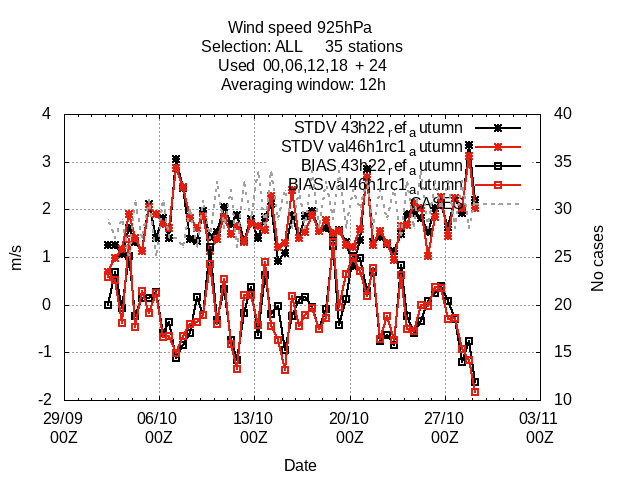 Wind speed 925hPa
Selection: ALL 35 stations
Used 00,06,12,18 + 24
Averaging window: 12h
STDV 43h22_ref_autumn
STDV val46h1rc1_autumn
BIAS 43h22_ref_autumn
BIAS val46h1rc1_autumn
CASES
4
3
2
1
0
-1
-2
m/s
40
35
30
25
20
15
10
No cases
29/09 06/10 13/10 20/10 27/10 03/11
00Z 00Z 00Z 00Z 00Z 00Z
Date